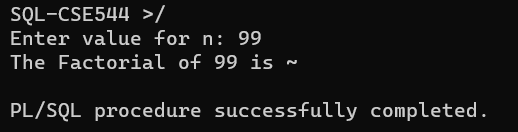 SQL-CSE544 >/
Enter value for n: 99
The Factorial of 99 is ~
PL/SQL procedure successfully completed.